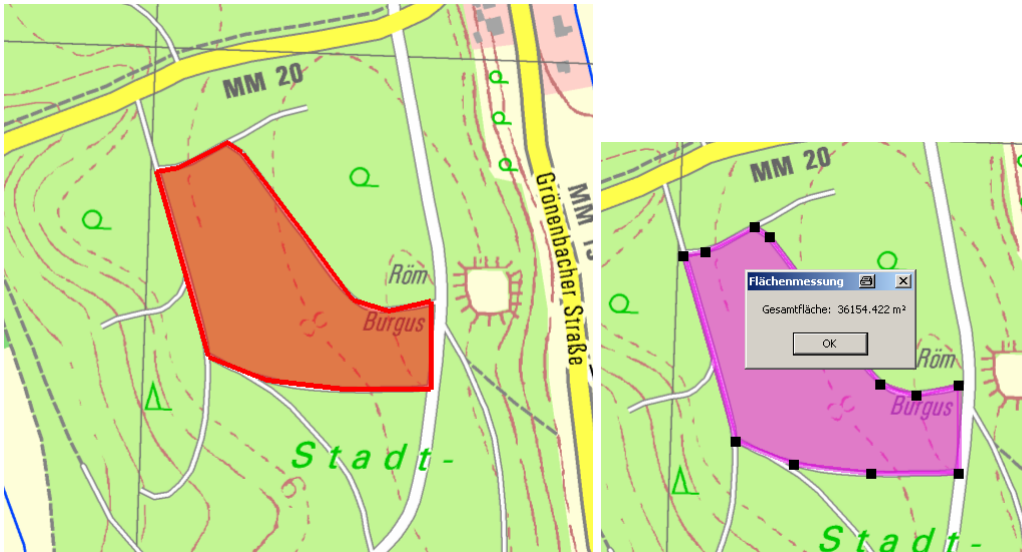 MM 20
Grönenbacher Straße
Röm
Burgus
Stadt-
MM 20
Flächenmessung
Gesamtfläche: 36154.422 m²
OK
Röm
Burgus
Stadt-